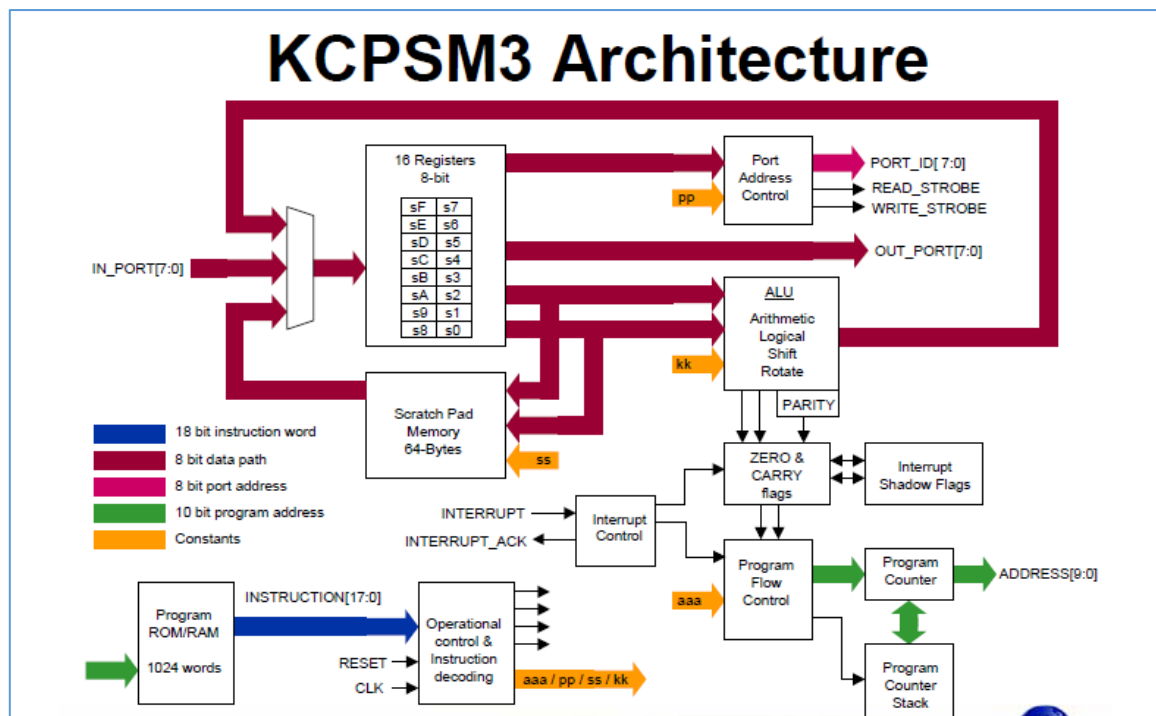 KCPSM3 Architecture
16 Registers
8-bit
sF s7
sE s6
sD s5
sC s4
sB s3
sA s2
s9 s1
s8 s0
IN_PORT[7:0]
Port
Address
Control
pp
PORT_ID[ 7:0]
READ_STROBE
WRITE_STROBE
OUT_PORT[7:0]
ALU
Arithmetic
Logical
Shift
Rotate
kk
PARITY
Scratch Pad
Memory
64-Bytes
ss
18 bit instruction word
8 bit data path
8 bit port address
10 bit program address
Constants
ZERO &
CARRY
flags
Interrupt
Shadow Flags
INTERRUPT
INTERRUPT_ACK
Interrupt
Control
Program
Flow
Control
aaa
Program
Counter
ADDRESS[9:0]
Program
Counter
Stack
Program
ROM/RAM
1024 words
INSTRUCTION[17:0]
RESET
CLK
Operational
control &
Instruction
decoding
aaa / pp / ss / kk